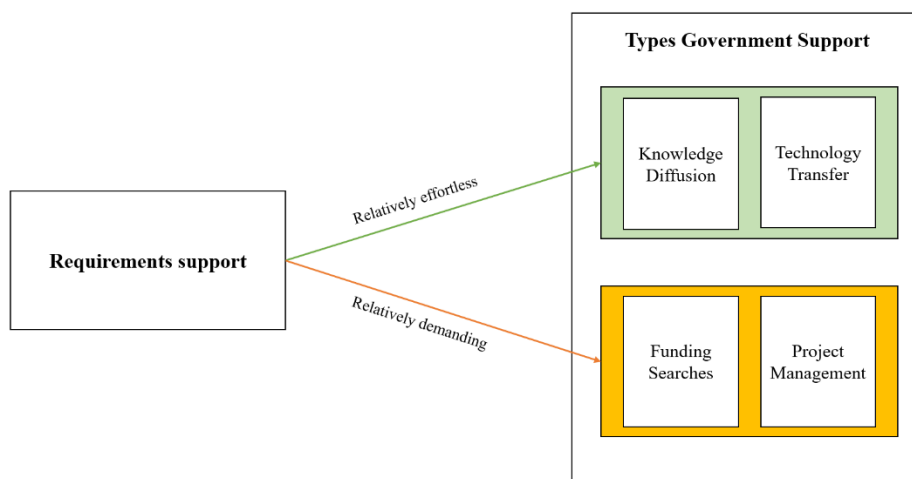 Types Government Support
Knowledge
Diffusion
Technology
Transfer
Relatively effortless
Requirements support
Relatively demanding
Funding
Searches
Project
Management